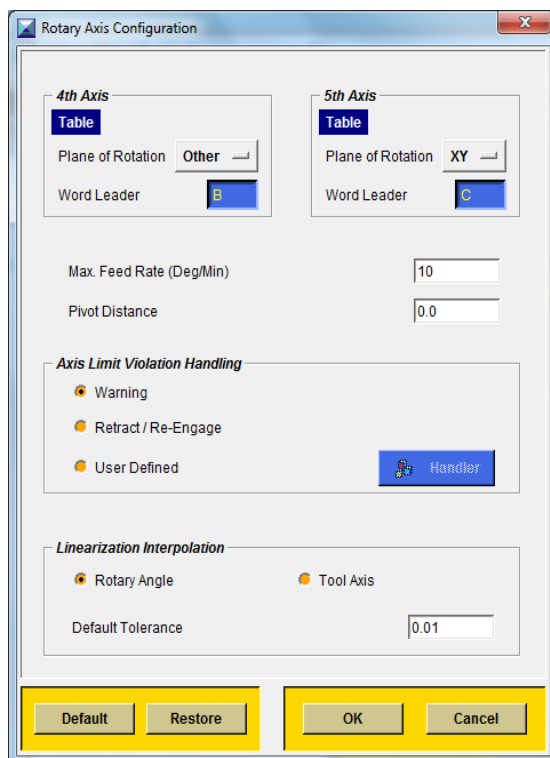 Rotary Axis Configuration
4th Axis
Table
Plane of Rotation Other
Word Leader B
5th Axis
Table
Plane of Rotation XY
Word Leader C
Max. Feed Rate (Deg/Min) 10
Pivot Distance 0.0
Axis Limit Violation Handling
Warning
Retract / Re-Engage
User Defined Handler
Linearization Interpolation
Rotary Angle Tool Axis
Default Tolerance 0.01
Default Restore OK Cancel